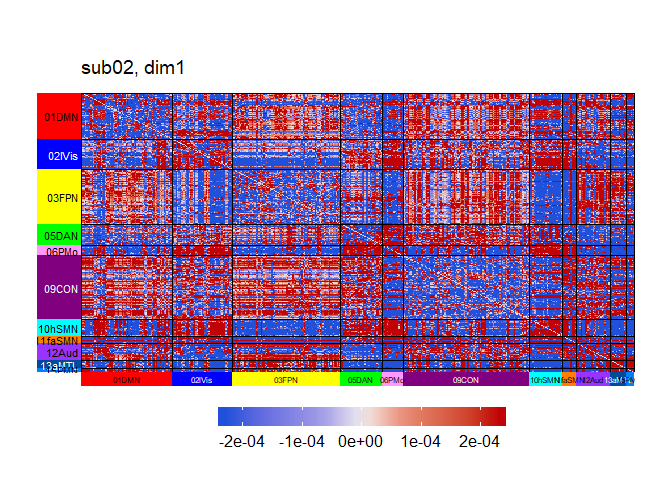 sub02, dim1
01DMN
02lVis
03FPN
05DAN
06PMo
09CON
10hSMN
12Aud
01DMN
02lVis
03FPN
05DAN
06PMo
09CON
10hSMN
-2e-04 -1e-04 0e+00 1e-04 2e-04